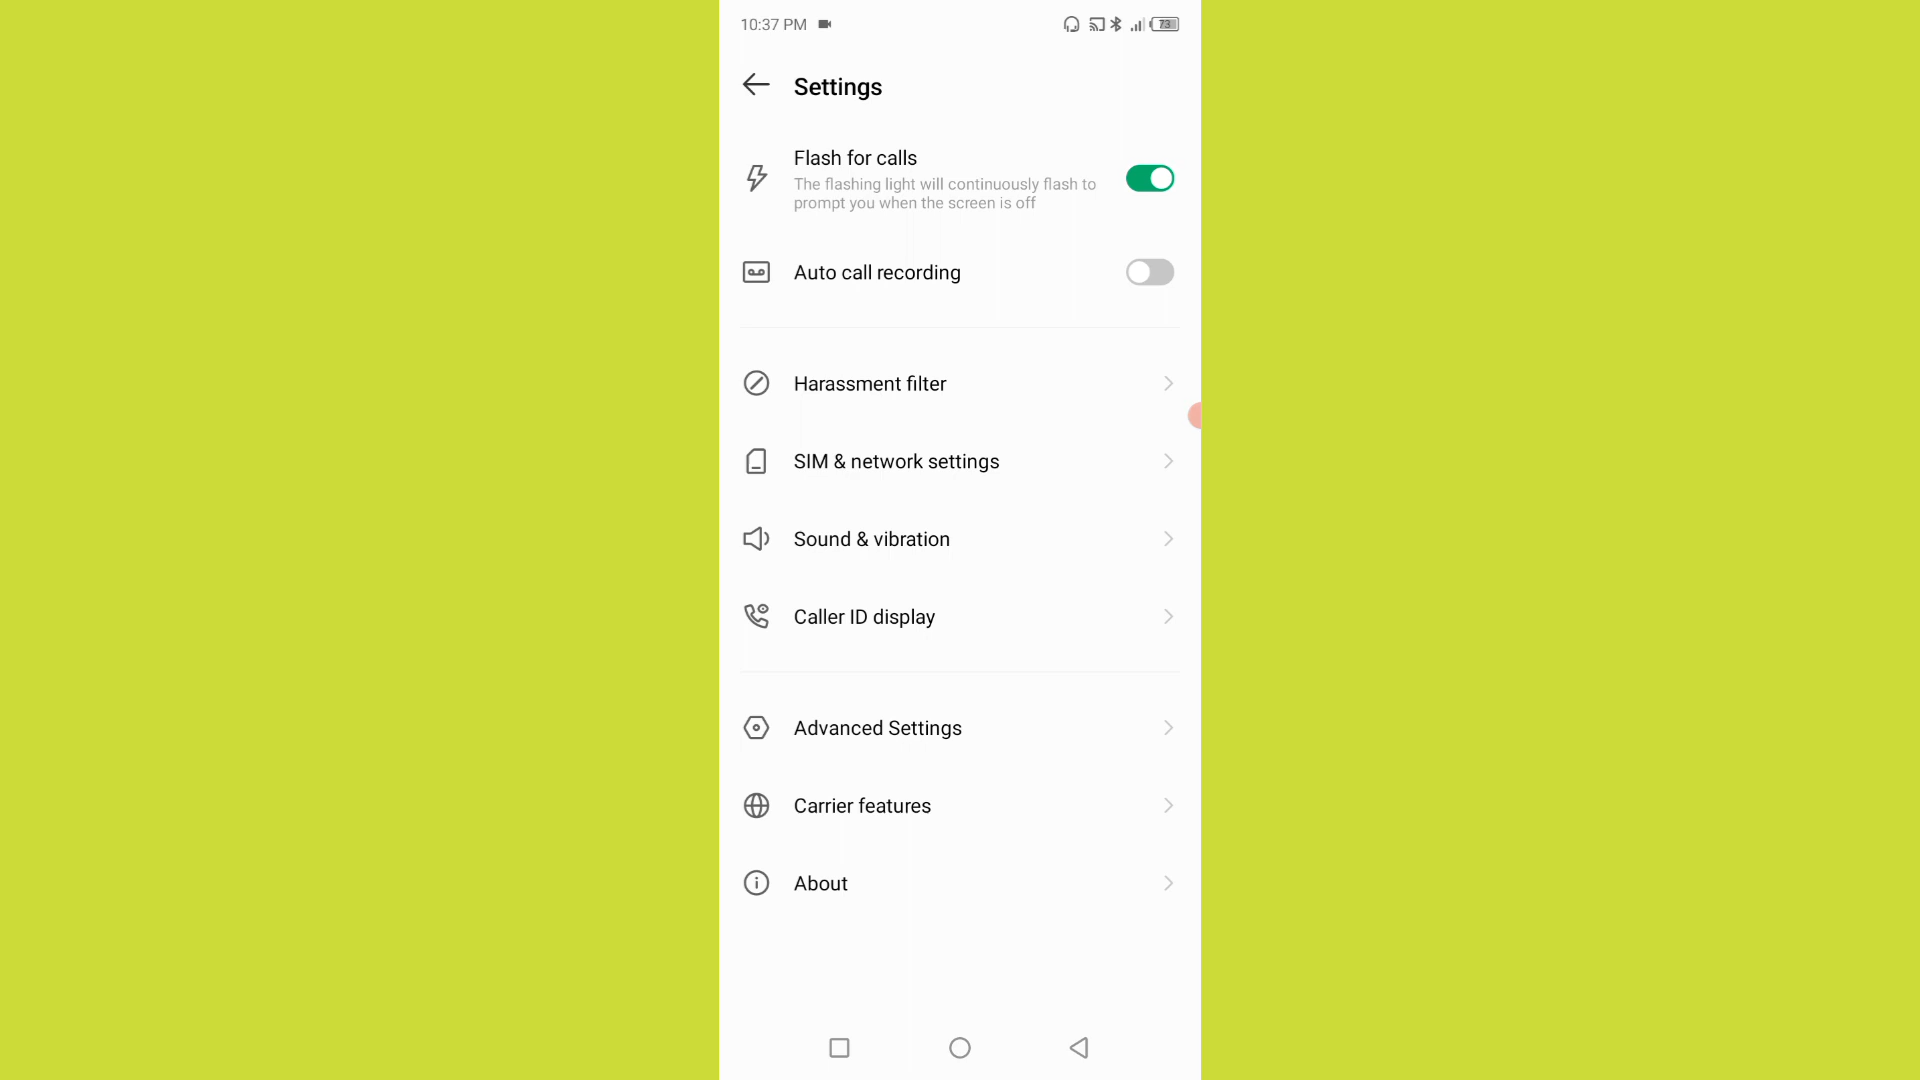 10:37 PM
73
Settings
Flash for calls
The flashing light will continuously flash to
prompt you when the screen is off
Auto call recording
Harassment filter
SIM & network settings
Sound & vibration
Caller ID display
Advanced Settings
Carrier features
About